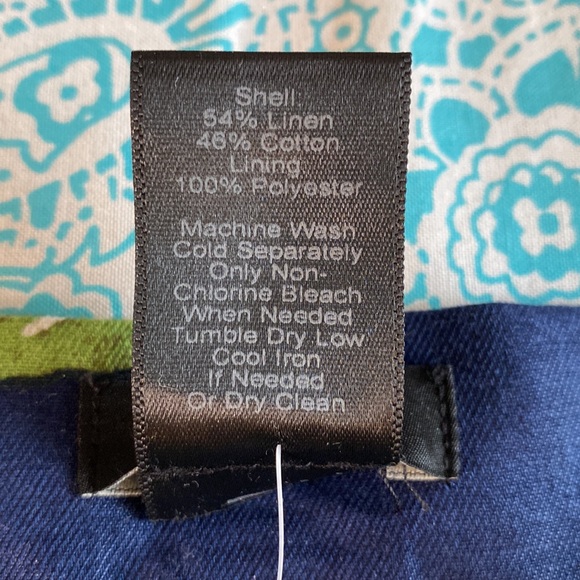 Shell:
54% Linen
46% Cotton
Lining:
100% Polyester
Machine Wash
Cold Separately
Only Non-
Chlorine Bleach
When Needed
Tumble Dry Low
Cool Iron
If Needed
Or Dry Clean